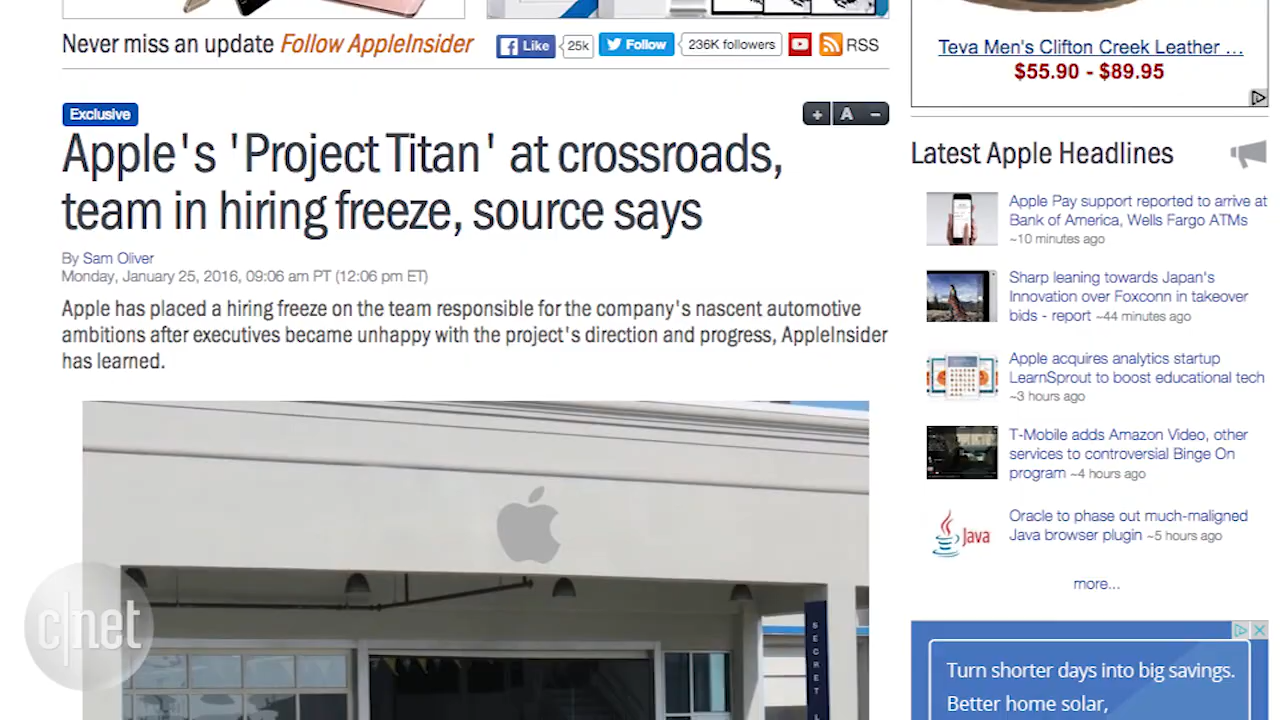 Never miss an update Follow AppleInsider
Like 25k Follow 236K followers RSS
Exclusive
+ A −
Apple's 'Project Titan' at crossroads,
team in hiring freeze, source says
By Sam Oliver
Monday, January 25, 2016, 09:06 am PT (12:06 pm ET)
Apple has placed a hiring freeze on the team responsible for the company's nascent automotive
ambitions after executives became unhappy with the project's direction and progress, AppleInsider
has learned.
SECRET L
c|net
Teva Men's Clifton Creek Leather ...
$55.90 - $89.95
Latest Apple Headlines
Apple Pay support reported to arrive at
Bank of America, Wells Fargo ATMs
~10 minutes ago
Sharp leaning towards Japan's
Innovation over Foxconn in takeover
bids - report ~44 minutes ago
Apple acquires analytics startup
LearnSprout to boost educational tech
~3 hours ago
T-Mobile adds Amazon Video, other
services to controversial Binge On
program ~4 hours ago
Java
Oracle to phase out much-maligned
Java browser plugin ~5 hours ago
more...
Turn shorter days into big savings.
Better home solar,